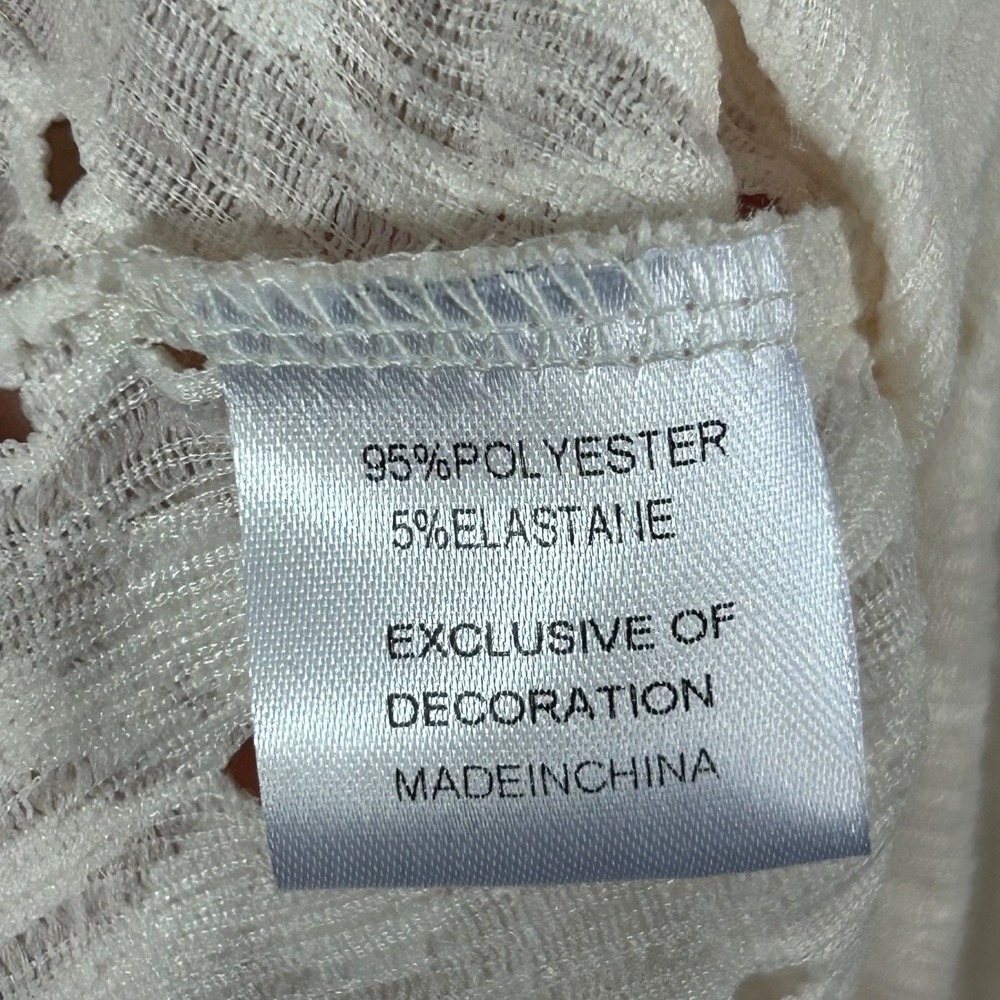 95%POLYESTER
5%ELASTANE
EXCLUSIVE OF
DECORATION
MADEINCHINA